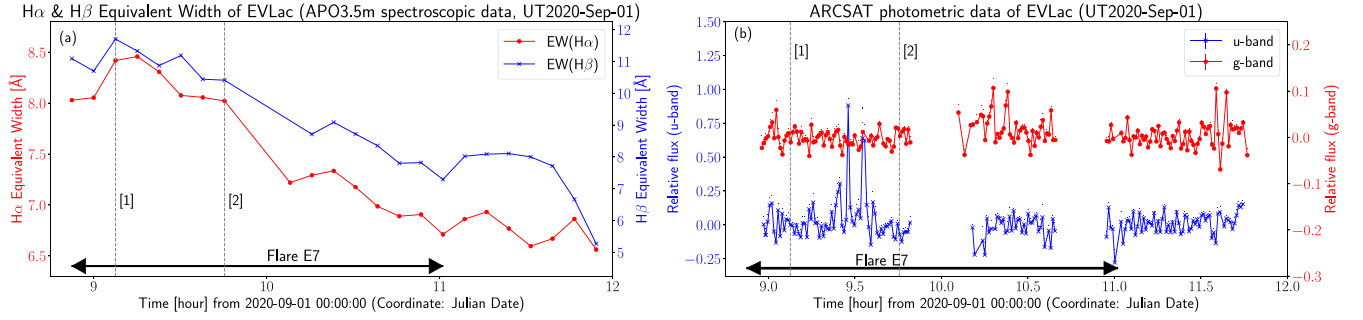 Hα & Hβ Equivalent Width of EVLac (APO3.5m spectroscopic data, UT2020-Sep-01)
(a)
EW(Hα)
EW(Hβ)
Hα Equivalent Width [Å]
8.5
8.0
7.5
7.0
6.5
Hβ Equivalent Width [Å]
12
11
10
9
8
7
6
5
[1]
[2]
Flare E7
9
10
11
12
Time [hour] from 2020-09-01 00:00:00 (Coordinate: Julian Date)
ARCSAT photometric data of EVLac (UT2020-Sep-01)
(b)
[1]
[2]
u-band
g-band
Relative flux (u-band)
1.50
1.25
1.00
0.75
0.50
0.25
0.00
−0.25
Relative flux (g-band)
0.2
0.1
0.0
−0.1
−0.2
−0.3
Flare E7
9.0
9.5
10.0
10.5
11.0
11.5
12.0
Time [hour] from 2020-09-01 00:00:00 (Coordinate: Julian Date)